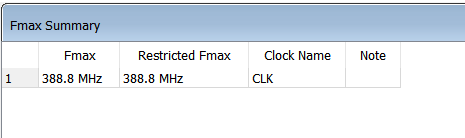 Fmax Summary
Fmax Restricted Fmax Clock Name Note
1 388.8 MHz 388.8 MHz CLK